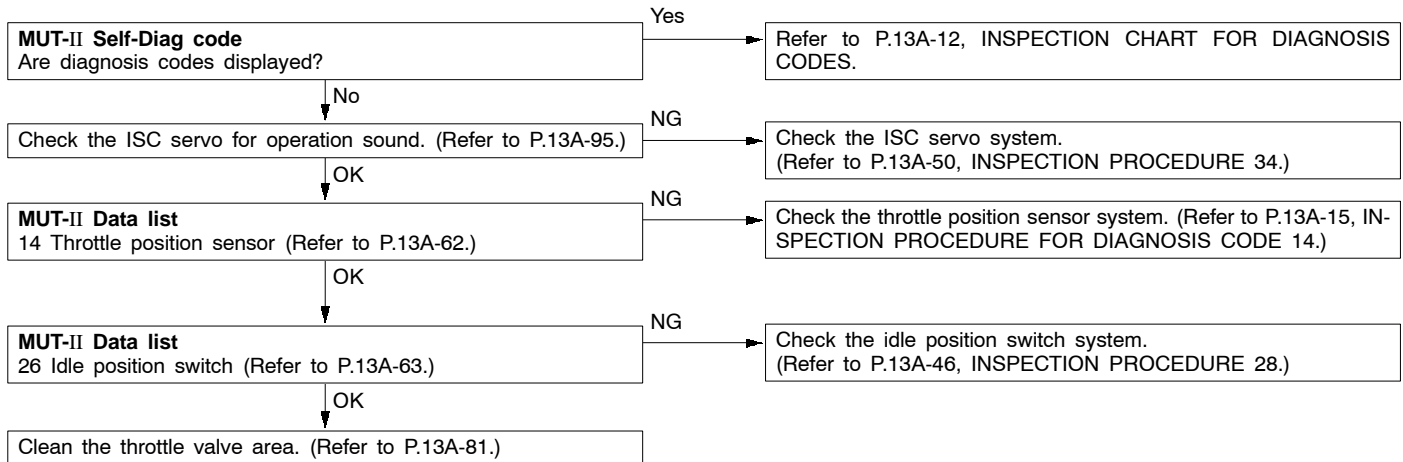 MUT-II Self-Diag code
Are diagnosis codes displayed?
Yes
Refer to P.13A-12, INSPECTION CHART FOR DIAGNOSIS
CODES.
No
Check the ISC servo for operation sound. (Refer to P.13A-95.)
NG
Check the ISC servo system.
(Refer to P.13A-50, INSPECTION PROCEDURE 34.)
OK
MUT-II Data list
14 Throttle position sensor (Refer to P.13A-62.)
NG
Check the throttle position sensor system. (Refer to P.13A-15, IN-
SPECTION PROCEDURE FOR DIAGNOSIS CODE 14.)
OK
MUT-II Data list
26 Idle position switch (Refer to P.13A-63.)
NG
Check the idle position switch system.
(Refer to P.13A-46, INSPECTION PROCEDURE 28.)
OK
Clean the throttle valve area. (Refer to P.13A-81.)